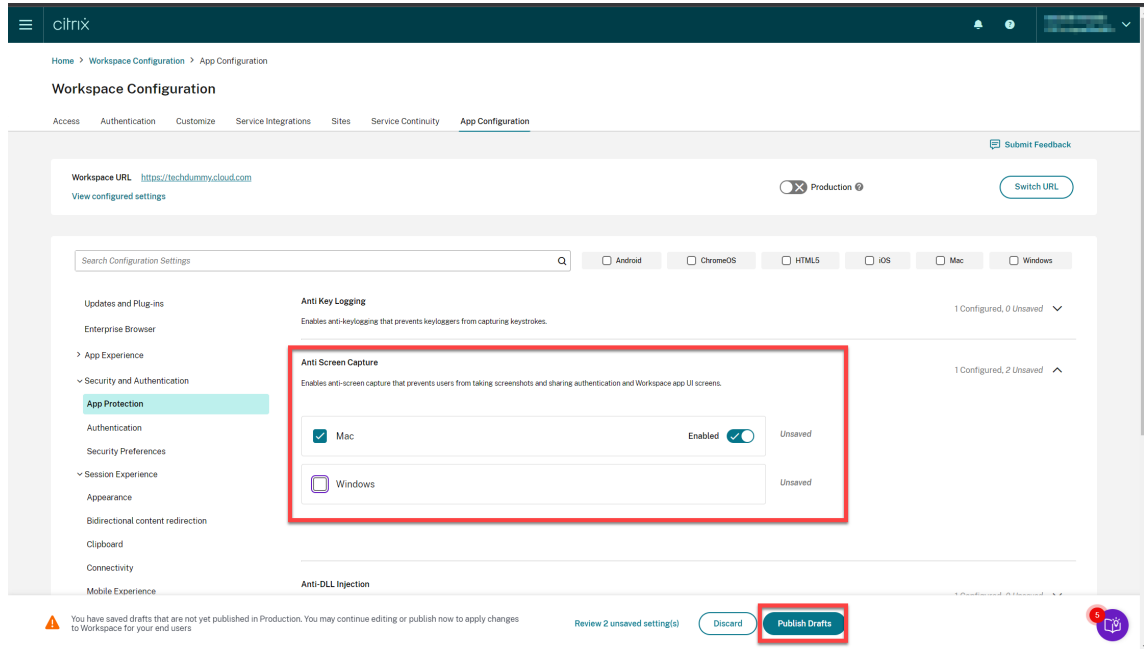 citrix
Home > Workspace Configuration > App Configuration
Workspace Configuration
Access Authentication Customize Service Integrations Sites Service Continuity App Configuration
Submit Feedback
Workspace URL https://techdummy.cloud.com
View configured settings
Production
Switch URL
Search Configuration Settings
Android ChromeOS HTML5 iOS Mac Windows
Updates and Plug-ins
Enterprise Browser
App Experience
Security and Authentication
App Protection
Authentication
Security Preferences
Session Experience
Appearance
Bidirectional content redirection
Clipboard
Connectivity
Mobile Experience
Anti Key Logging
Enables anti-keylogging that prevents keyloggers from capturing keystrokes.
1 Configured, 0 Unsaved
Anti Screen Capture
Enables anti-screen capture that prevents users from taking screenshots and sharing authentication and Workspace app UI screens.
1 Configured, 2 Unsaved
Mac Enabled Unsaved
Windows Unsaved
Anti-DLL Injection
You have saved drafts that are not yet published in Production. You may continue editing or publish now to apply changes
to Workspace for your end users
Review 2 unsaved setting(s)
Discard
Publish Drafts
5